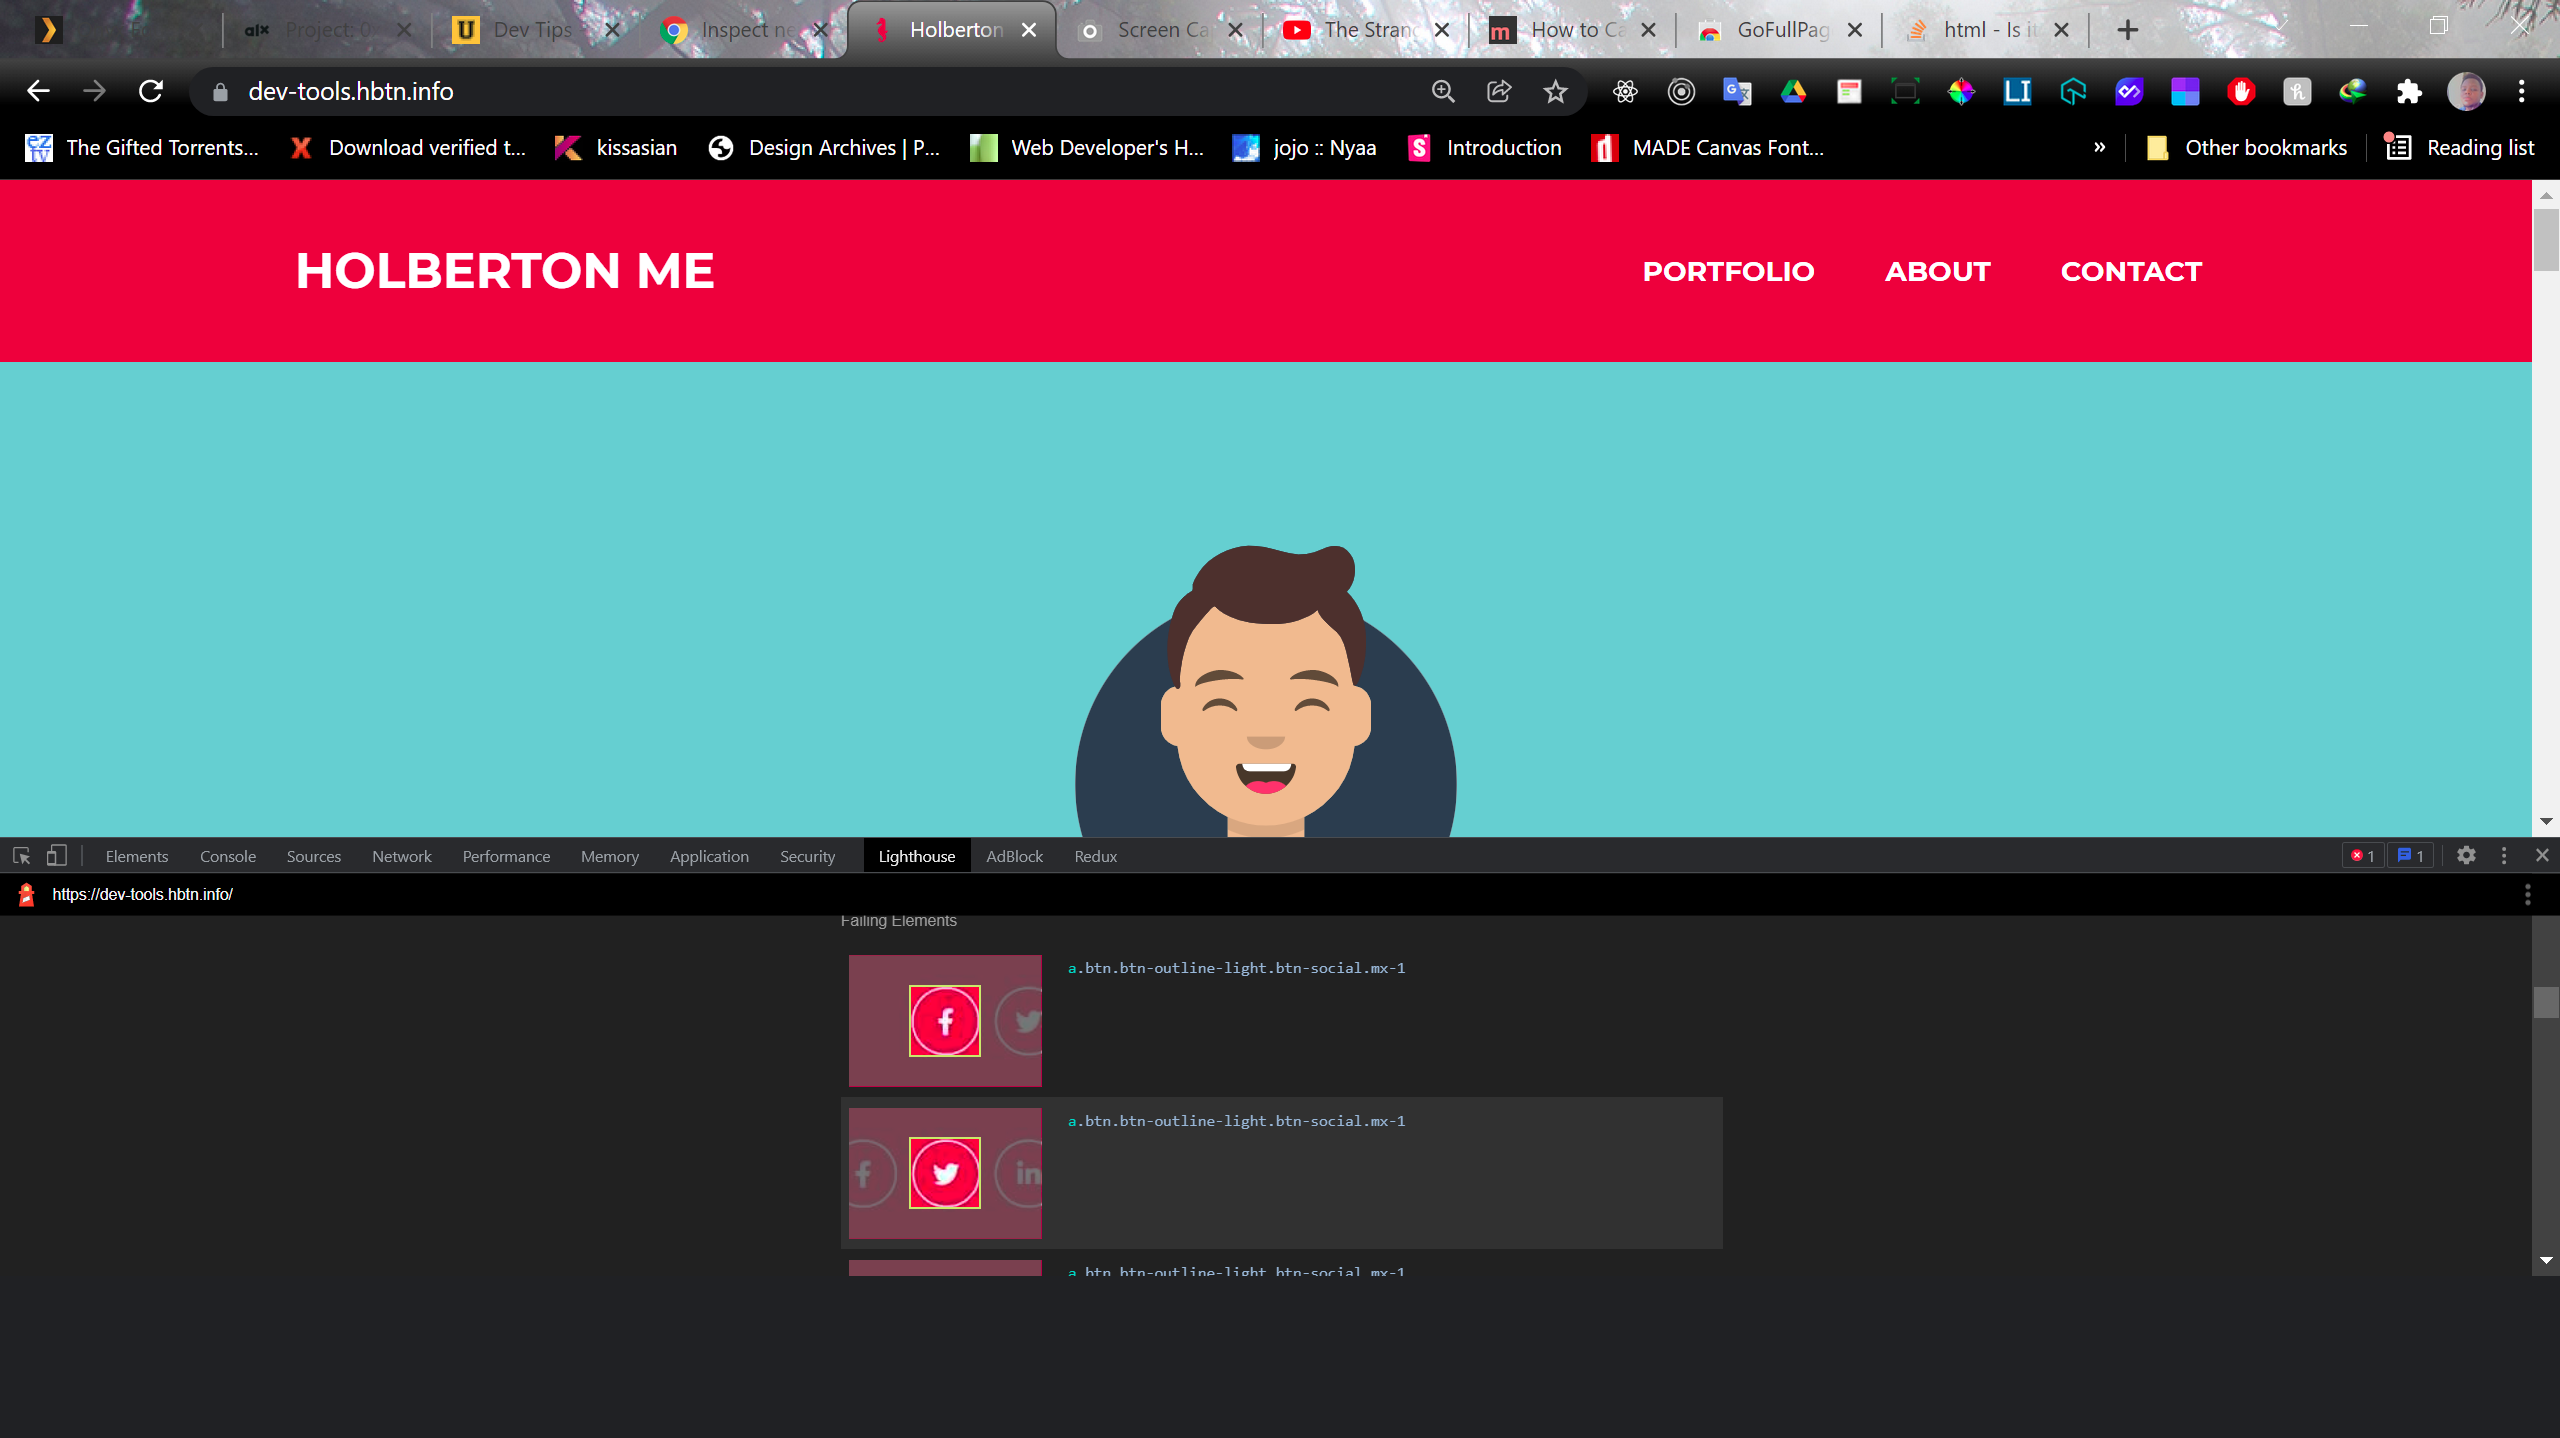 alx Project: 0 Dev Tips Inspect ne Holberton Screen Ca The Strang How to Ca GoFullPag html - Is it
dev-tools.hbtn.info
The Gifted Torrents... Download verified t... kissasian Design Archives | P... Web Developer's H... jojo :: Nyaa Introduction MADE Canvas Font... » Other bookmarks Reading list
HOLBERTON ME PORTFOLIO ABOUT CONTACT
Elements Console Sources Network Performance Memory Application Security Lighthouse AdBlock Redux 1 1
https://dev-tools.hbtn.info/
Failing Elements
a.btn.btn-outline-light.btn-social.mx-1
a.btn.btn-outline-light.btn-social.mx-1
a.btn.btn-outline-light.btn-social.mx-1